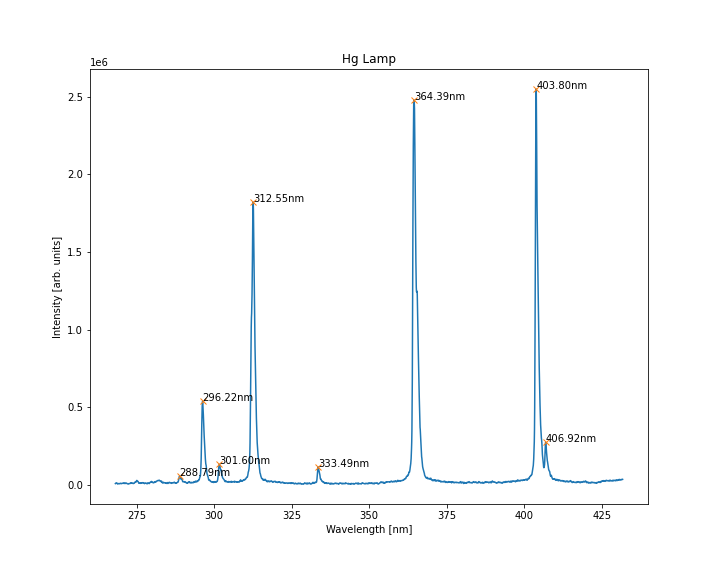 Hg Lamp
1e6
403.80nm
364.39nm
312.55nm
296.22nm
406.92nm
301.60nm
333.49nm
288.79nm
2.5
2.0
1.5
1.0
0.5
0.0
Intensity [arb. units]
275
300
325
350
375
400
425
Wavelength [nm]